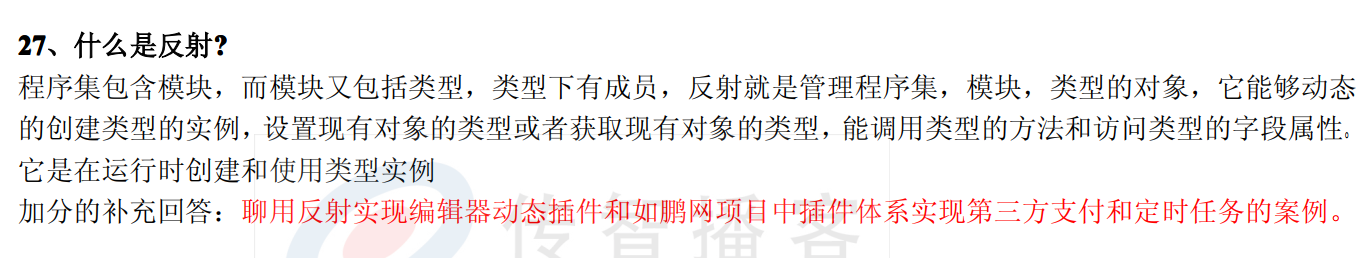 27、什么是反射?
程序集包含模块，而模块又包括类型，类型下有成员，反射就是管理程序集，模块，类型的对象，它能够动态
的创建类型的实例，设置现有对象的类型或者获取现有对象的类型，能调用类型的方法和访问类型的字段属性。
它是在运行时创建和使用类型实例
加分的补充回答：聊用反射实现编辑器动态插件和如鹏网项目中插件体系实现第三方支付和定时任务的案例。
传智播客